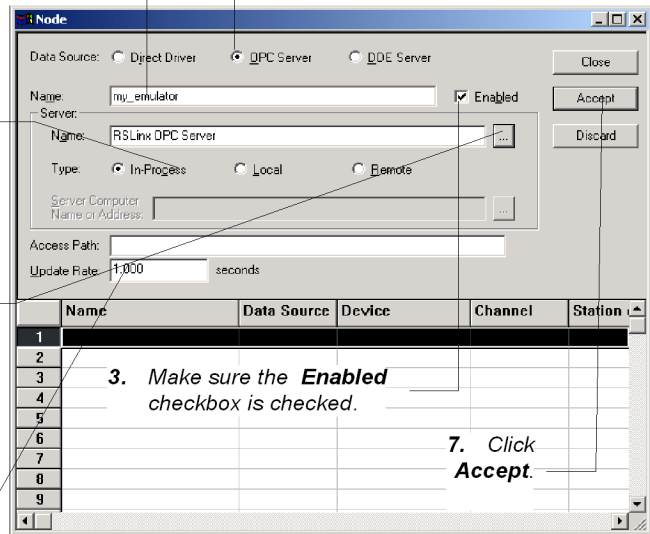 Node
Data Source: Direct Driver OPC Server DDE Server
Close
Name: my_emulator Enabled
Accept
Server:
Name: RSLinx OPC Server ...
Discard
Type: In-Process Local Remote
Server Computer
Name or Address: ...
Access Path:
Update Rate: 1.000 seconds
Name Data Source Device Channel Station
1
2
3
4
5
6
7
8
9
3. Make sure the Enabled
checkbox is checked.
7. Click
Accept.